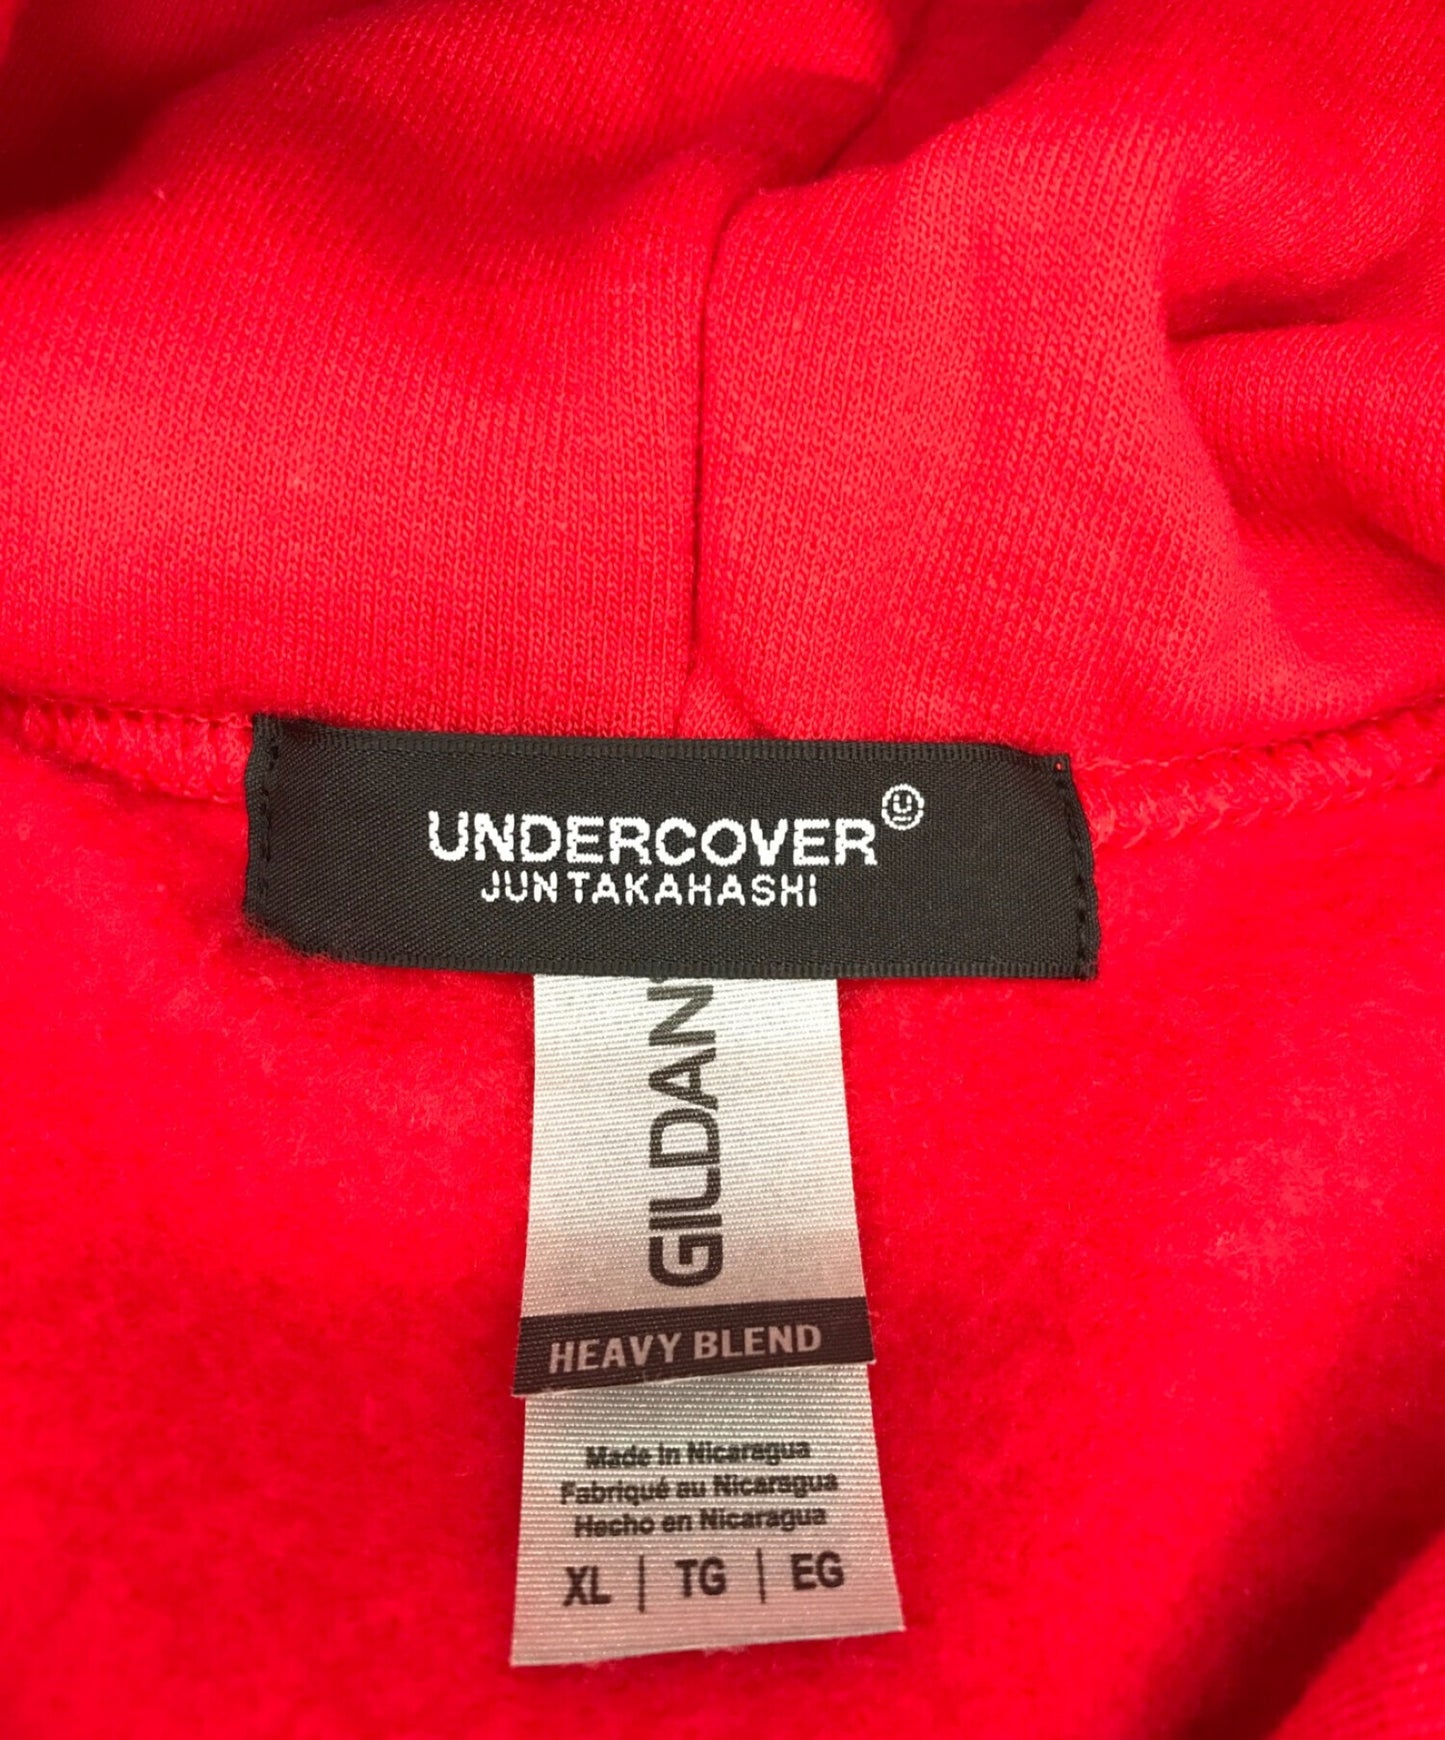 UNDERCOVER
JUN TAKAHASHI
GILDAN
HEAVY BLEND
Made in Nicaragua
Fabriqué au Nicaragua
Hecho en Nicaragua
XL | TG | EG